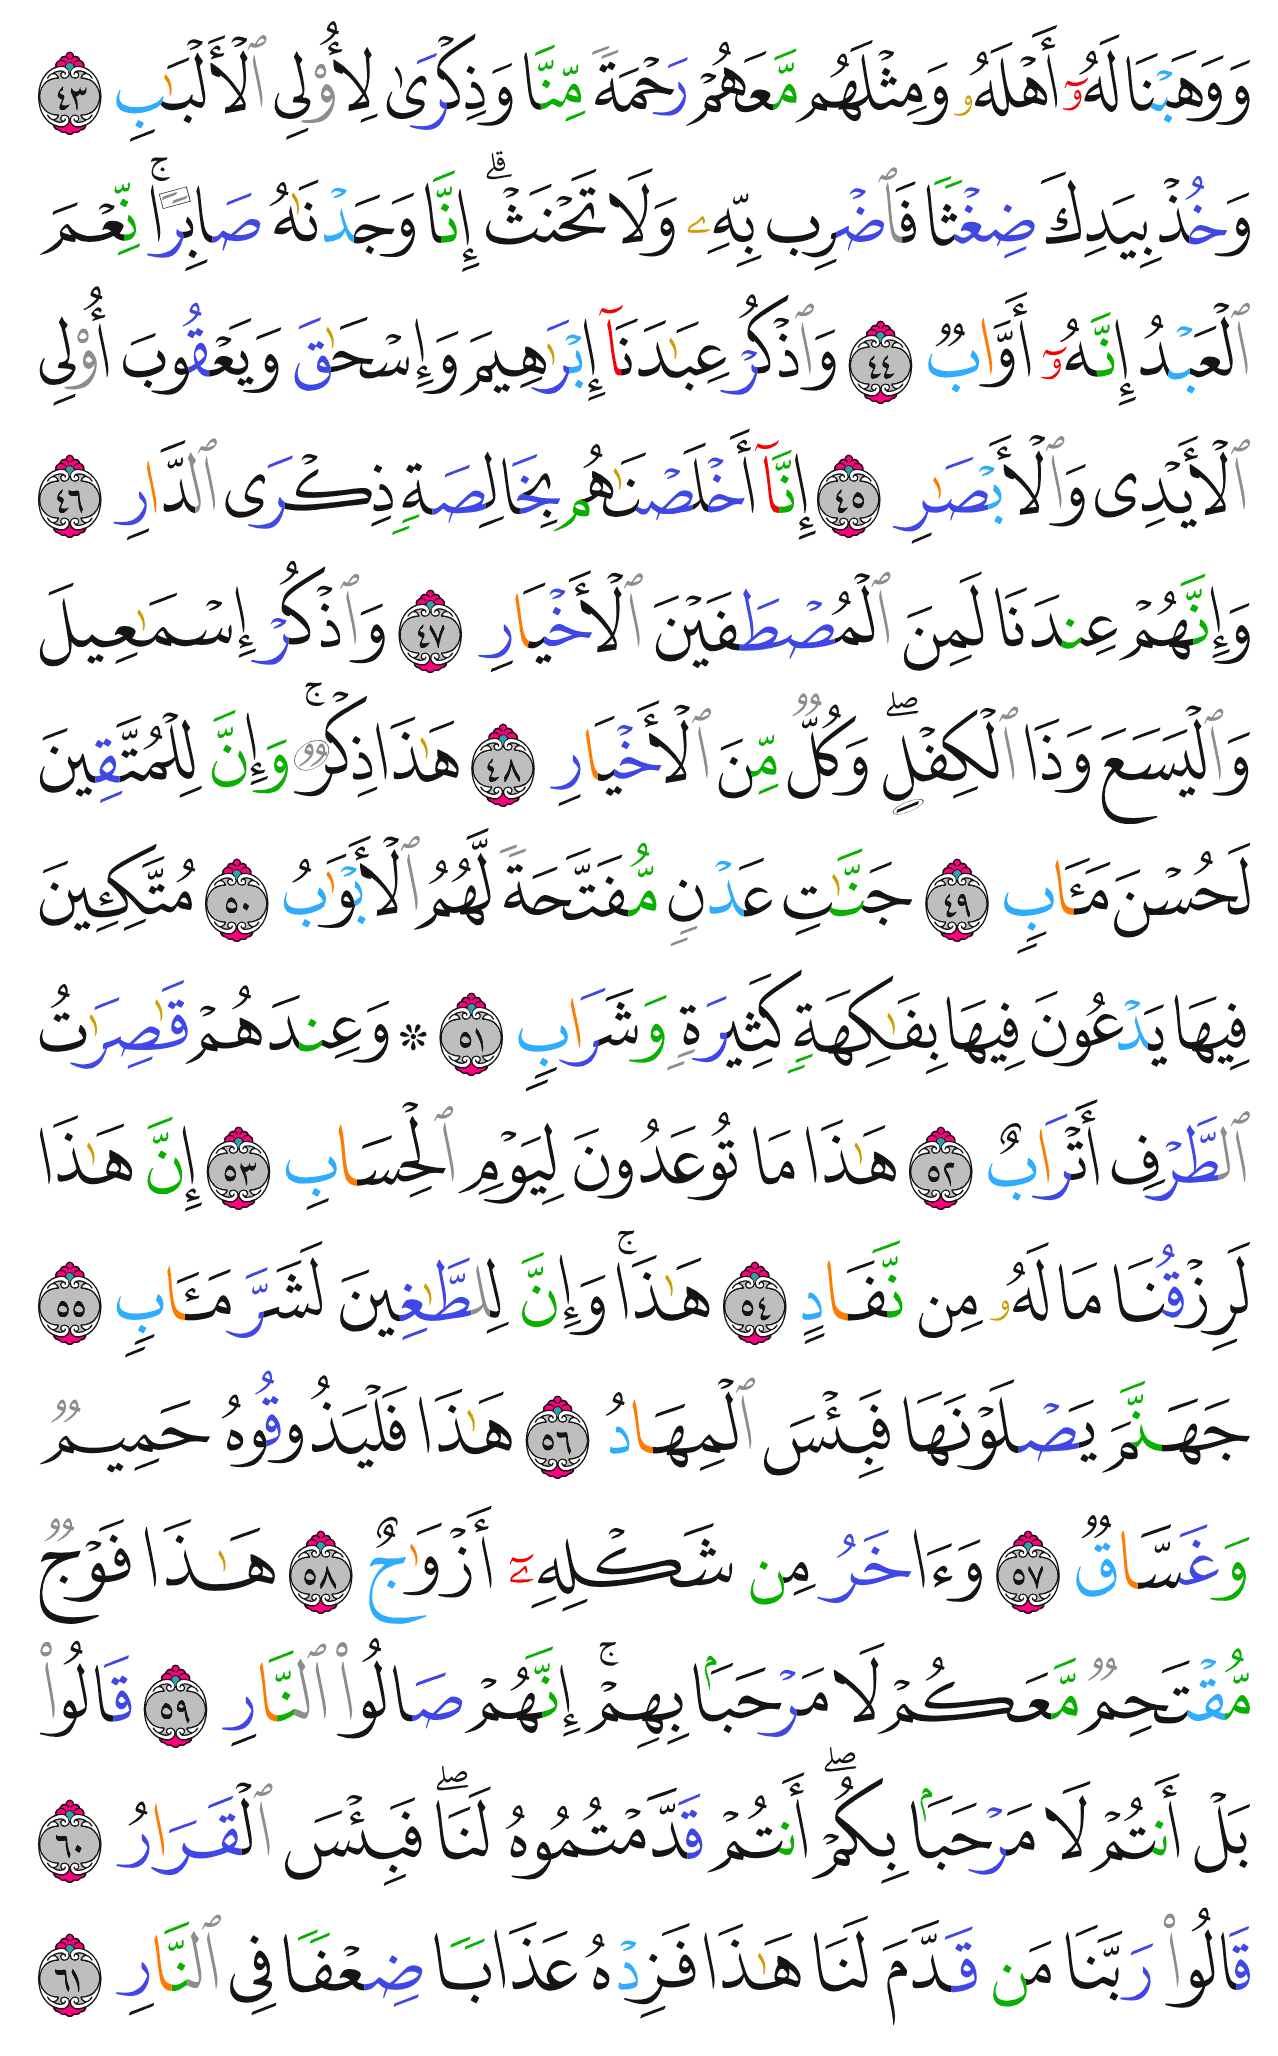 وَوَهَبۡنَا لَهُۥٓ أَهۡلَهُۥ وَمِثۡلَهُم مَّعَهُمۡ رَحۡمَةٗ مِّنَّا وَذِكۡرَىٰ لِأُوْلِي ٱلۡأَلۡبَٰبِ ٤٣
وَخُذۡ بِيَدِكَ ضِغۡثٗا فَٱضۡرِب بِّهِۦ وَلَا تَحۡنَثۡۗ إِنَّا وَجَدۡنَٰهُ صَابِرٗاۚ نِّعۡمَ
ٱلۡعَبۡدُ إِنَّهُۥٓ أَوَّابٞ ٤٤ وَٱذۡكُرۡ عِبَٰدَنَآ إِبۡرَٰهِيمَ وَإِسۡحَٰقَ وَيَعۡقُوبَ أُوْلِي
ٱلۡأَيۡدِي وَٱلۡأَبۡصَٰرِ ٤٥ إِنَّآ أَخۡلَصۡنَٰهُم بِخَالِصَةٖ ذِكۡرَى ٱلدَّارِ ٤٦
وَإِنَّهُمۡ عِندَنَا لَمِنَ ٱلۡمُصۡطَفَيۡنَ ٱلۡأَخۡيَارِ ٤٧ وَٱذۡكُرۡ إِسۡمَٰعِيلَ
وَٱلۡيَسَعَ وَذَا ٱلۡكِفۡلِۖ وَكُلّٞ مِّنَ ٱلۡأَخۡيَارِ ٤٨ هَٰذَا ذِكۡرٞۚ وَإِنَّ لِلۡمُتَّقِينَ
لَحُسۡنَ مَـَٔابٖ ٤٩ جَنَّٰتِ عَدۡنٖ مُّفَتَّحَةٗ لَّهُمُ ٱلۡأَبۡوَٰبُ ٥٠ مُتَّكِـِٔينَ
فِيهَا يَدۡعُونَ فِيهَا بِفَٰكِهَةٖ كَثِيرَةٖ وَشَرَابٖ ٥١ ۞ وَعِندَهُمۡ قَٰصِرَٰتُ
ٱلطَّرۡفِ أَتۡرَابٌ ٥٢ هَٰذَا مَا تُوعَدُونَ لِيَوۡمِ ٱلۡحِسَابِ ٥٣ إِنَّ هَٰذَا
لَرِزۡقُنَا مَا لَهُۥ مِن نَّفَادٍ ٥٤ هَٰذَاۚ وَإِنَّ لِلطَّٰغِينَ لَشَرَّ مَـَٔابٖ ٥٥
جَهَنَّمَ يَصۡلَوۡنَهَا فَبِئۡسَ ٱلۡمِهَادُ ٥٦ هَٰذَا فَلۡيَذُوقُوهُ حَمِيمٞ
وَغَسَّاقٞ ٥٧ وَءَاخَرُ مِن شَكۡلِهِۦٓ أَزۡوَٰجٌ ٥٨ هَٰذَا فَوۡجٞ
مُّقۡتَحِمٞ مَّعَكُمۡ لَا مَرۡحَبَۢا بِهِمۡۚ إِنَّهُمۡ صَالُواْ ٱلنَّارِ ٥٩ قَالُواْ
بَلۡ أَنتُمۡ لَا مَرۡحَبَۢا بِكُمۡۖ أَنتُمۡ قَدَّمۡتُمُوهُ لَنَاۖ فَبِئۡسَ ٱلۡقَرَارُ ٦٠
قَالُواْ رَبَّنَا مَن قَدَّمَ لَنَا هَٰذَا فَزِدۡهُ عَذَابٗا ضِعۡفٗا فِي ٱلنَّارِ ٦١